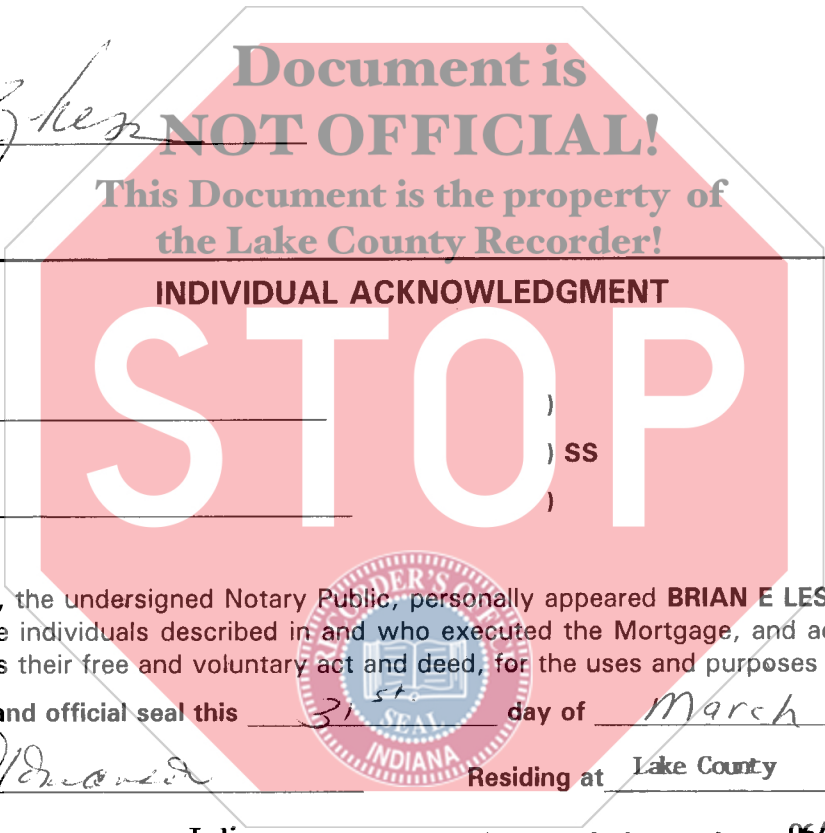 Document is
NOT OFFICIAL!
This Document is the property of
the Lake County Recorder!
INDIVIDUAL ACKNOWLEDGMENT
STOP
)
) SS
)
, the undersigned Notary Public, personally appeared BRIAN E LES
e individuals described in and who executed the Mortgage, and a
s their free and voluntary act and deed, for the uses and purposes
and official seal this 31st. day of March
RECORDER'S OFFICE
SEAL
INDIANA
Residing at Lake County